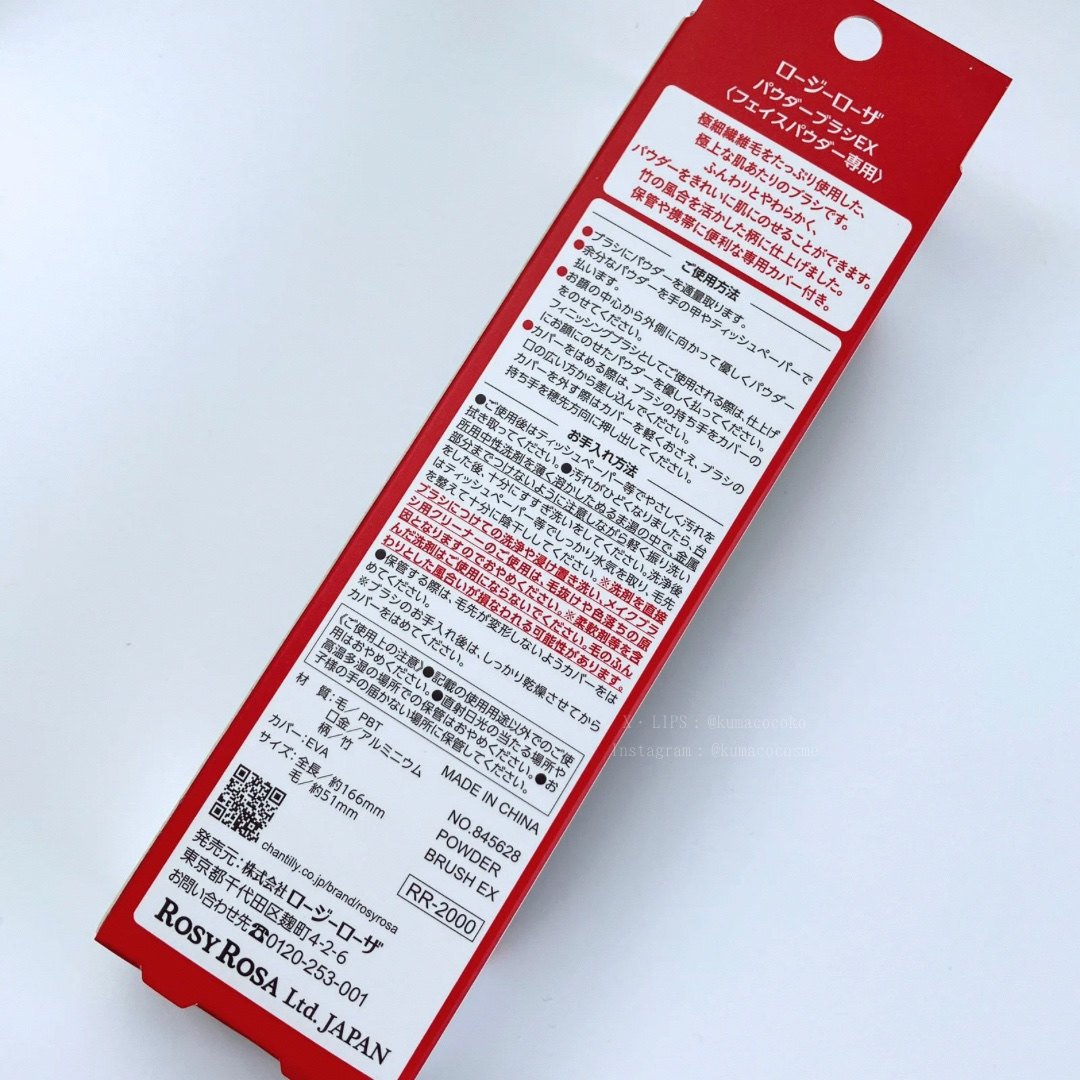 ロージーローザ
パウダーブラシEX
〈フェイスパウダー専用〉
極細繊維毛をたっぷり使用した、
極上な肌あたりのブラシです。
ふんわりとやわらかく、
パウダーをきれいに肌にのせることができます。
竹の風合を活かした柄に仕上げました。
保管や携帯に便利な専用カバー付き。
ご使用方法
●ブラシにパウダーを適量取ります。
●余分なパウダーを手の甲やティッシュペーパーで
払います。
●お顔の中心から外側に向かって優しくパウダー
をのせてください。
フィニッシングブラシとしてご使用される際は、仕上げ
にお顔にのせたパウダーを優しく払ってください。
●カバーをはめる際は、ブラシの持ち手をカバーの
口の広い方から差し込んでください。
カバーを外す際はカバーを軽くおさえ、ブラシの
持ち手を穂先方向に押し出してください。
お手入れ方法
●ご使用後はティッシュペーパー等でやさしく汚れを
拭き取ってください。●汚れがひどくなりましたら、台
所用中性洗剤を薄く溶かしたぬるま湯の中で、金属
部分までつけないように注意しながら軽く振り洗い
をした後、十分にすすぎ洗いをしてください。洗浄後
はティッシュペーパー等でしっかり水気を取り、毛先
を整えて十分に陰干ししてください。※洗剤を直接
ブラシにつけての洗浄や浸け置き洗い、メイクブラ
シ用クリーナーのご使用は、毛抜けや色落ちの原
因となりますのでおやめください。※柔軟剤等を含
んだ洗剤はご使用にならないでください。毛のふん
わりとした風合いが損なわれる可能性があります。
●保管する際は、毛先が変形しないようカバーをは
めてください。
※ブラシのお手入れ後は、しっかり乾燥させてから
カバーをはめてください。
〈ご使用上の注意〉●記載の使用用途以外でのご使
用はおやめください。●直射日光の当たる場所や
高温多湿の場所での保管はおやめください。●お
子様の手の届かない場所に保管してください。
材 質:毛/PBT
口金/アルミニウム
柄/竹
カバー:EVA
サイズ:全長/約166mm
毛/約51mm
MADE IN CHINA
NO.845628
POWDER
BRUSH EX
RR-2000
chantilly.co.jp/brand/rosyrosa
発売元:株式会社ロージーローザ
東京都千代田区麹町4-2-6
お問い合わせ先☎0120-253-001
ROSY ROSA Ltd. JAPAN
X・LIPS：@kumacocoko
Instagram：@kumacocosme